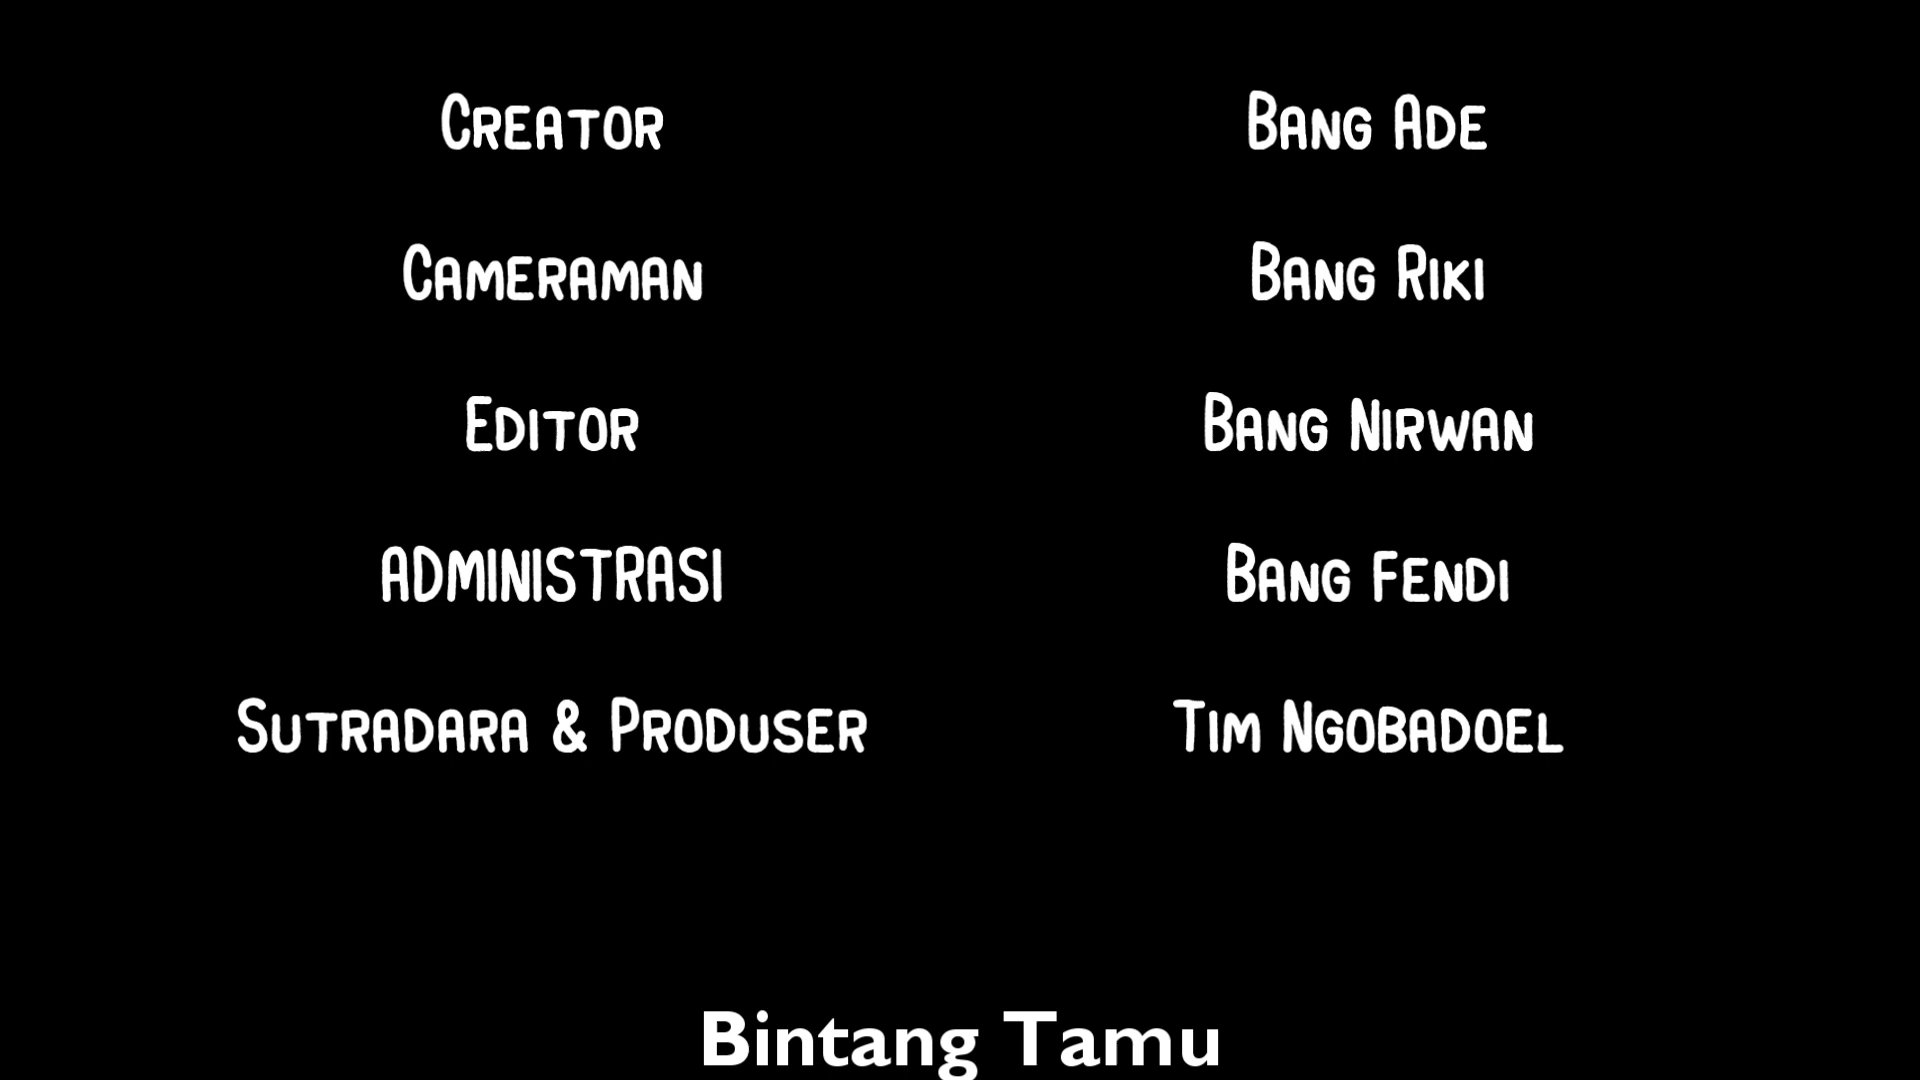 Creator Bang Ade
Cameraman Bang Riki
Editor Bang Nirwan
ADMINISTRASI Bang fendi
Sutradara & Produser Tim Ngobadoel
Bintang Tamu